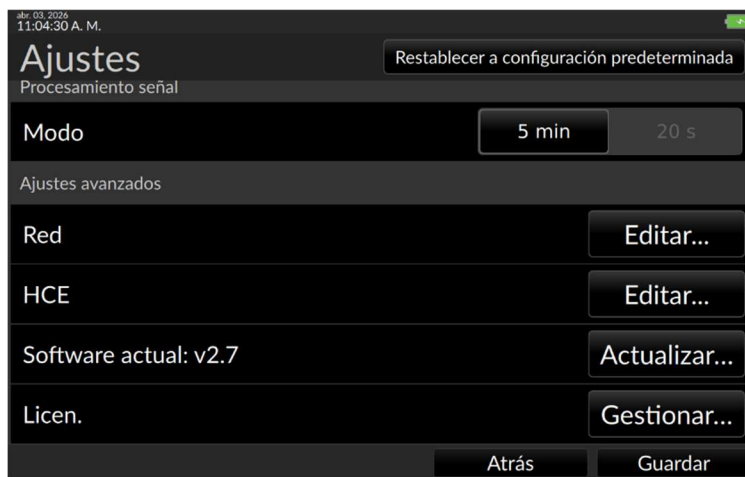 abr. 03, 2026
11:04:30 A. M.
Ajustes
Restablecer a configuración predeterminada
Procesamiento señal
Modo
5 min
20 s
Ajustes avanzados
Red
Editar...
HCE
Editar...
Software actual: v2.7
Actualizar...
Licen.
Gestionar...
Atrás
Guardar